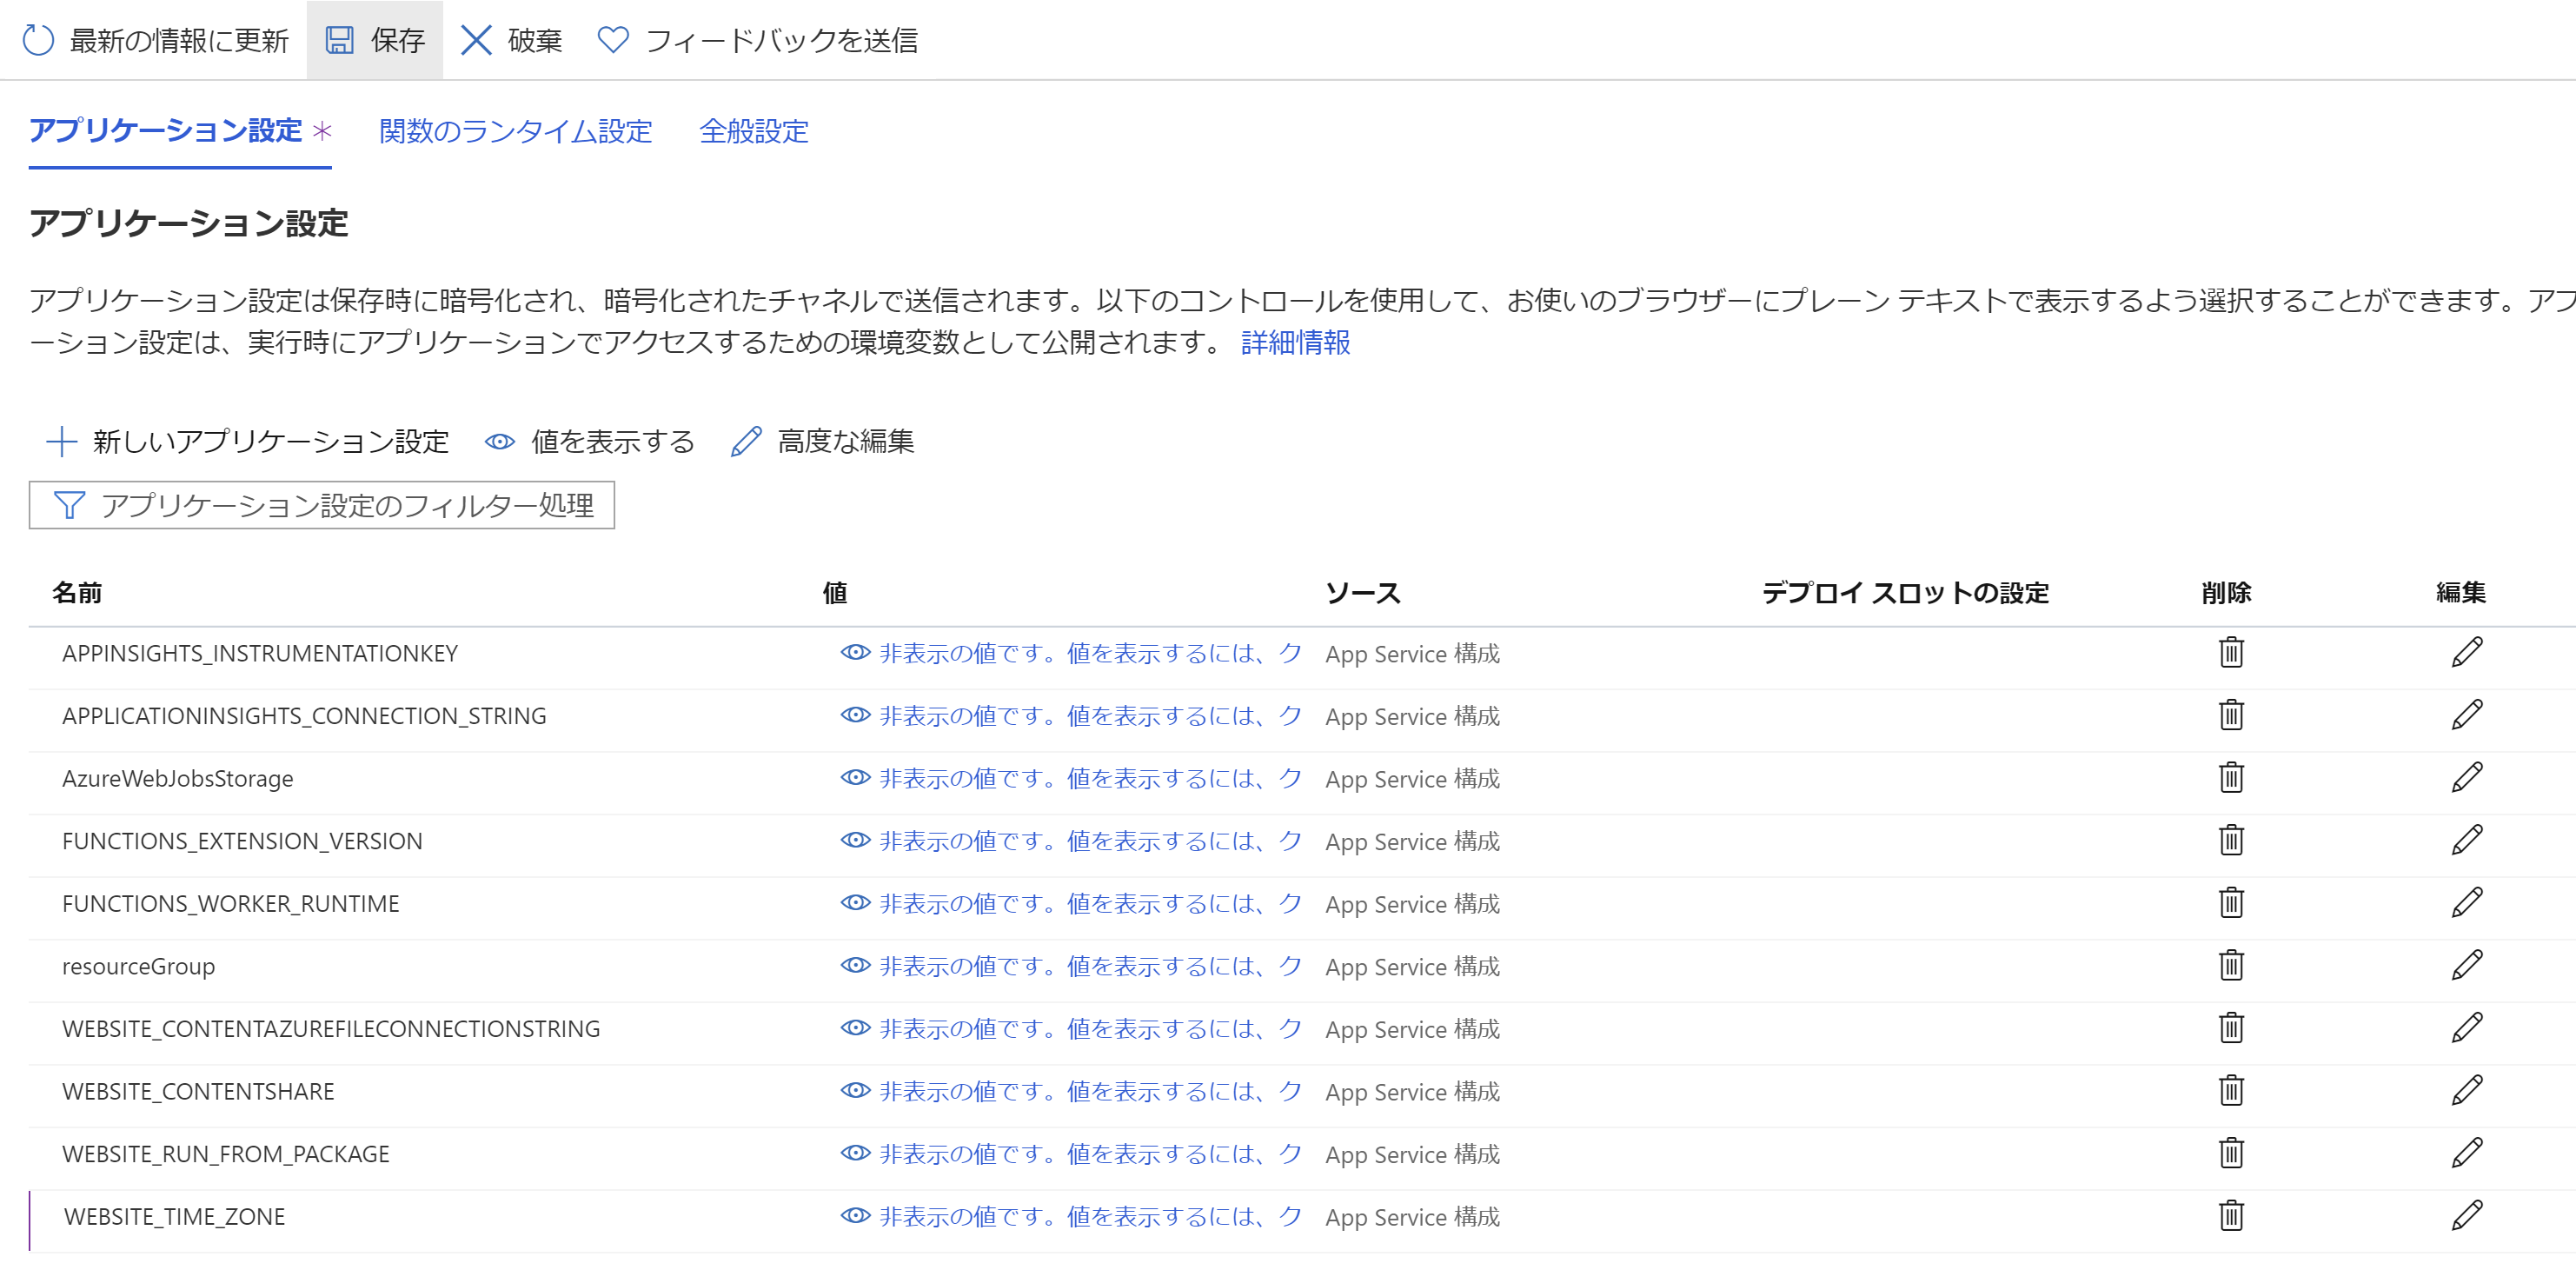 最新の情報に更新 保存 破棄 フィードバックを送信
アプリケーション設定 * 関数のランタイム設定 全般設定
アプリケーション設定
アプリケーション設定は保存時に暗号化され、暗号化されたチャネルで送信されます。以下のコントロールを使用して、お使いのブラウザーにプレーン テキストで表示するよう選択することができます。アプ
ーション設定は、実行時にアプリケーションでアクセスするための環境変数として公開されます。 詳細情報
新しいアプリケーション設定 値を表示する 高度な編集
アプリケーション設定のフィルター処理
名前 値 ソース デプロイ スロットの設定 削除 編集
APPINSIGHTS_INSTRUMENTATIONKEY 非表示の値です。値を表示するには、ク App Service 構成
APPLICATIONINSIGHTS_CONNECTION_STRING 非表示の値です。値を表示するには、ク App Service 構成
AzureWebJobsStorage 非表示の値です。値を表示するには、ク App Service 構成
FUNCTIONS_EXTENSION_VERSION 非表示の値です。値を表示するには、ク App Service 構成
FUNCTIONS_WORKER_RUNTIME 非表示の値です。値を表示するには、ク App Service 構成
resourceGroup 非表示の値です。値を表示するには、ク App Service 構成
WEBSITE_CONTENTAZUREFILECONNECTIONSTRING 非表示の値です。値を表示するには、ク App Service 構成
WEBSITE_CONTENTSHARE 非表示の値です。値を表示するには、ク App Service 構成
WEBSITE_RUN_FROM_PACKAGE 非表示の値です。値を表示するには、ク App Service 構成
WEBSITE_TIME_ZONE 非表示の値です。値を表示するには、ク App Service 構成